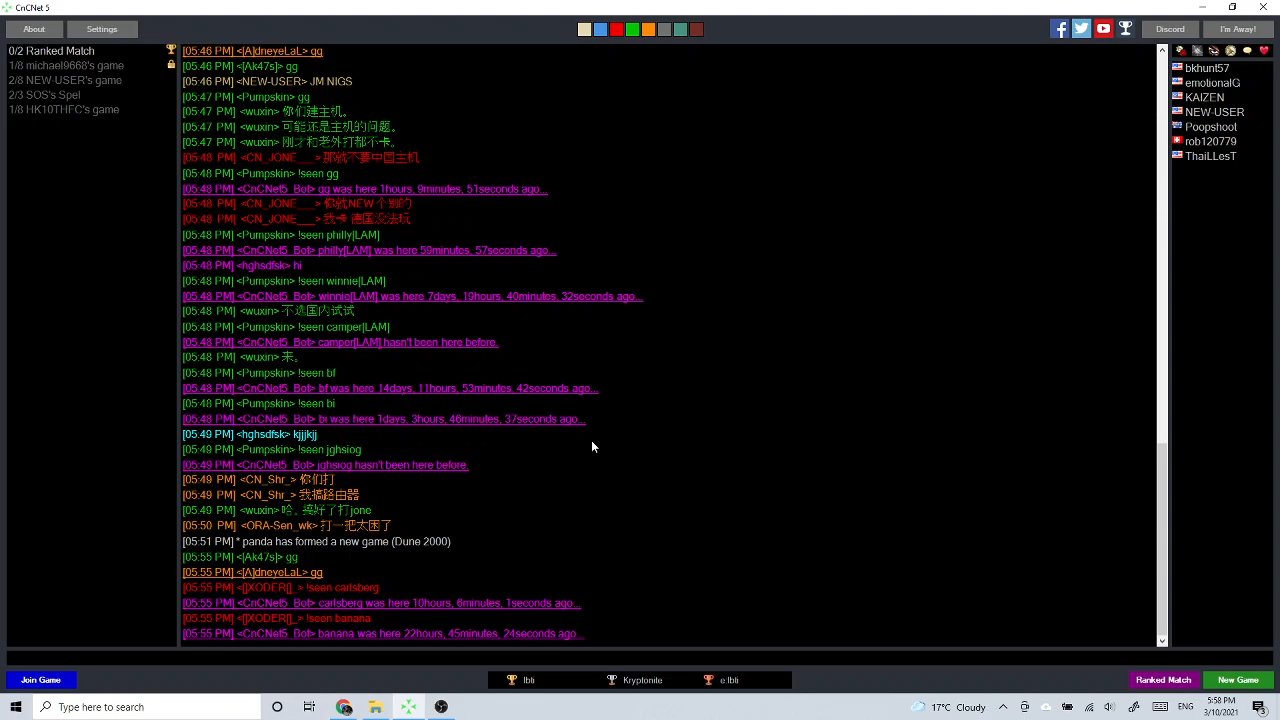 CnCNet 5
About
Settings
Discord
I'm Away!
0/2 Ranked Match
1/8 michael9668's game
2/8 NEW-USER's game
2/3 SOS's Spel
1/8 HK10THFC's game
[05:46 PM] <[A]dneyeLaL> gg
[05:46 PM] <[Ak47s]> gg
[05:46 PM] <NEW-USER> JM NIGS
[05:47 PM] <Pumpskin> gg
[05:47 PM] <wuxin> 你们建主机。
[05:47 PM] <wuxin> 可能还是主机的问题。
[05:47 PM] <wuxin> 刚才和老外打都不卡。
[05:48 PM] <CN_JONE___> 那就不要中国主机
[05:48 PM] <Pumpskin> !seen gg
[05:48 PM] <CnCNet5_Bot> gg was here 1hours, 9minutes, 51seconds ago...
[05:48 PM] <CN_JONE___> 你就NEW 个别的
[05:48 PM] <CN_JONE___> 我卡 德国没法玩
[05:48 PM] <Pumpskin> !seen philly[LAM]
[05:48 PM] <CnCNet5_Bot> philly[LAM] was here 59minutes, 57seconds ago...
[05:48 PM] <hghsdfsk> hi
[05:48 PM] <Pumpskin> !seen winnie[LAM]
[05:48 PM] <CnCNet5_Bot> winnie[LAM] was here 7days, 19hours, 40minutes, 32seconds ago...
[05:48 PM] <wuxin> 不选国内试试
[05:48 PM] <Pumpskin> !seen camper[LAM]
[05:48 PM] <CnCNet5_Bot> camper[LAM] hasn't been here before.
[05:48 PM] <wuxin> 来。
[05:48 PM] <Pumpskin> !seen bf
[05:48 PM] <CnCNet5_Bot> bf was here 14days, 11hours, 53minutes, 42seconds ago...
[05:48 PM] <Pumpskin> !seen bi
[05:48 PM] <CnCNet5_Bot> bi was here 1days, 3hours, 46minutes, 37seconds ago...
[05:49 PM] <hghsdfsk> kjjjkjj
[05:49 PM] <Pumpskin> !seen jghsiog
[05:49 PM] <CnCNet5_Bot> jghsiog hasn't been here before.
[05:49 PM] <CN_Shr_> 你们打
[05:49 PM] <CN_Shr_> 我搞路由器
[05:49 PM] <wuxin> 哈。搞好了打jone
[05:50 PM] <ORA-Sen_wk> 打一把太困了
[05:51 PM] * panda has formed a new game (Dune 2000)
[05:55 PM] <[Ak47s]> gg
[05:55 PM] <[A]dneyeLaL> gg
[05:55 PM] <[]XODER[]_> !seen carlsberg
[05:55 PM] <CnCNet5_Bot> carlsberg was here 10hours, 6minutes, 1seconds ago...
[05:55 PM] <[]XODER[]_> !seen banana
[05:55 PM] <CnCNet5_Bot> banana was here 22hours, 45minutes, 24seconds ago...
bkhunt57
emotionalG
KAIZEN
NEW-USER
Poopshoot
rob120779
ThaiLLesT
Join Game
lbti
Kryptonite
e:lbti
Ranked Match
New Game
Type here to search
17°C Cloudy
ENG
5:58 PM
3/10/2021
3